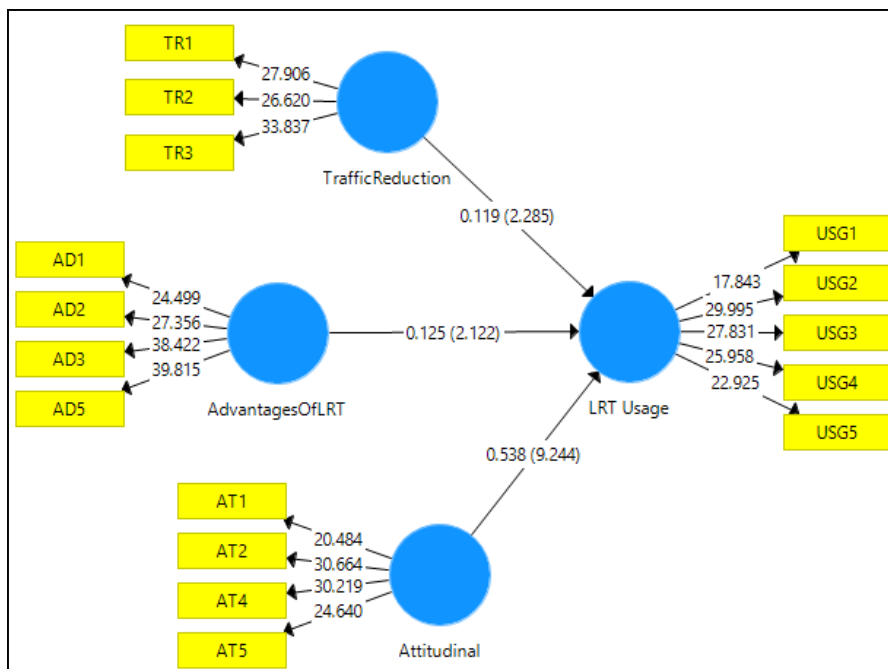 TR1
27.906
TR2
26.620
TR3
33.837
TrafficReduction
0.119 (2.285)
AD1
24.499
AD2
27.356
AD3
38.422
AD5
39.815
AdvantagesOfLRT
0.125 (2.122)
USG1
17.843
USG2
29.995
USG3
27.831
USG4
25.958
USG5
22.925
LRT Usage
0.538 (9.244)
AT1
20.484
AT2
30.664
AT4
30.219
AT5
24.640
Attitudinal